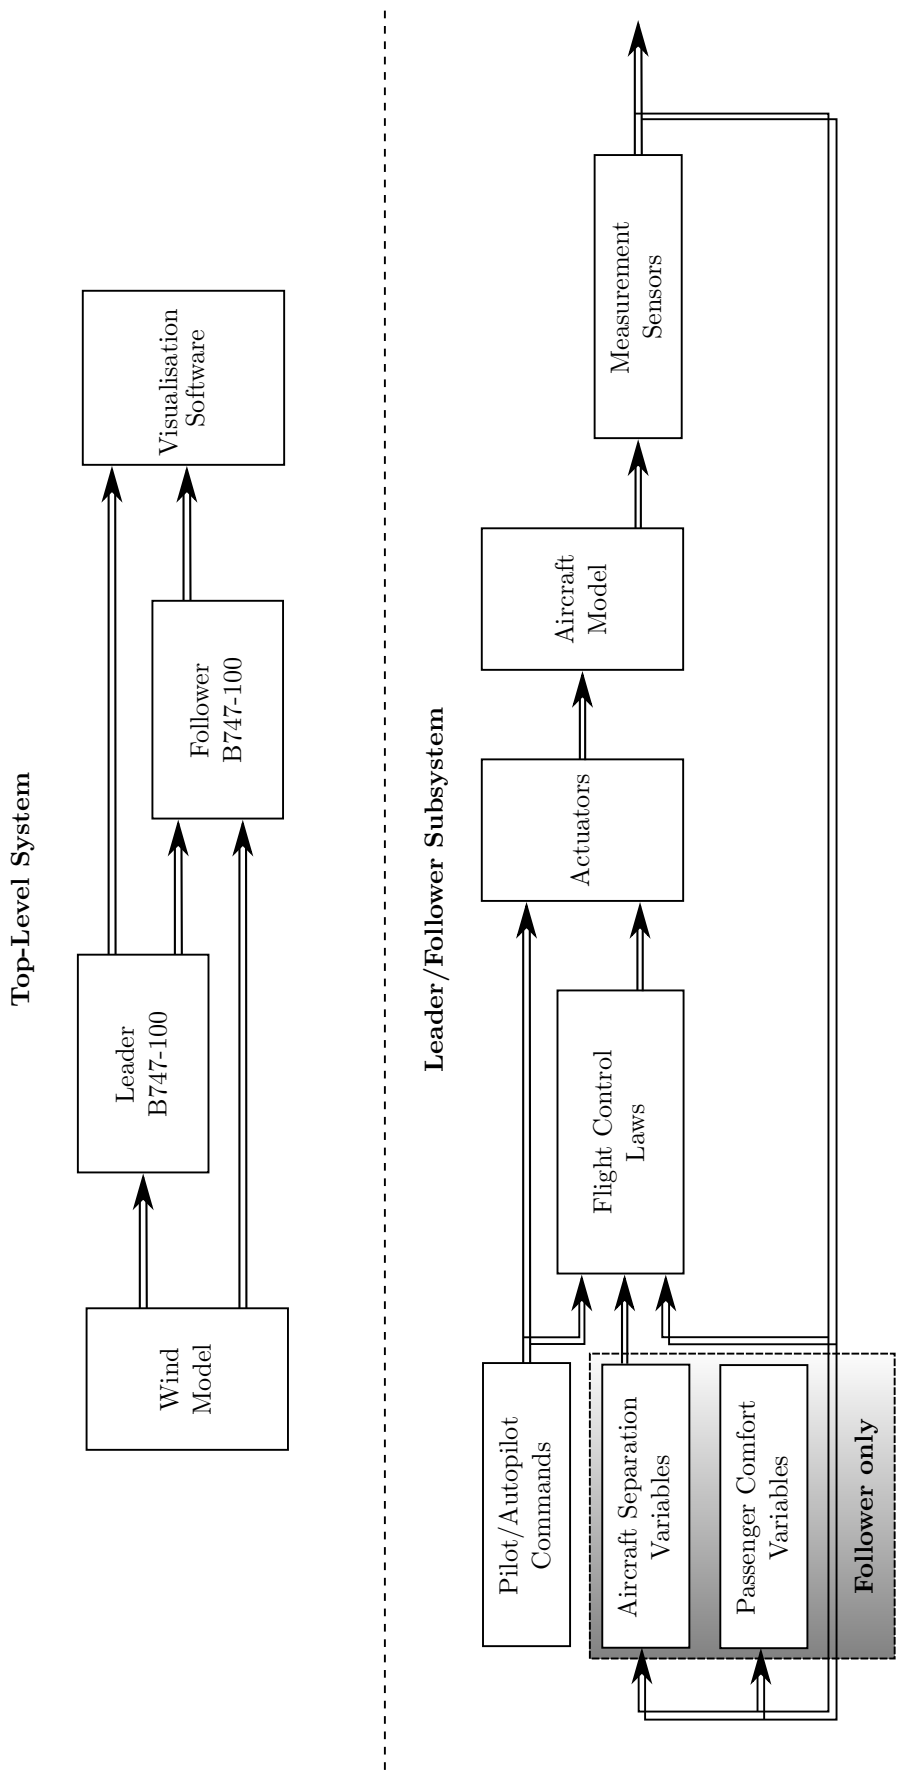 Top-Level System
Wind
Model
Leader
B747-100
Follower
B747-100
Visualisation
Software
Leader/Follower Subsystem
Pilot/Autopilot
Commands
Aircraft Separation
Variables
Passenger Comfort
Variables
Follower only
Flight Control
Laws
Actuators
Aircraft
Model
Measurement
Sensors